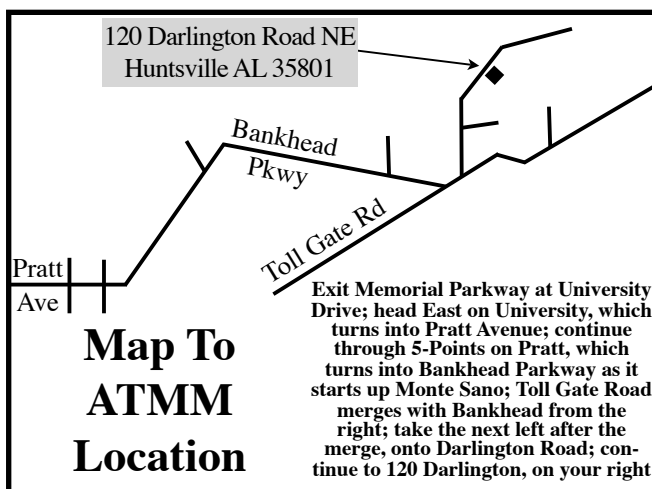 120 Darlington Road NE
Huntsville AL 35801
Bankhead
Pkwy
Toll Gate Rd
Pratt
Ave
Map To
ATMM
Location
Exit Memorial Parkway at University
Drive; head East on University, which
turns into Pratt Avenue; continue
through 5-Points on Pratt, which
turns into Bankhead Parkway as it
starts up Monte Sano; Toll Gate Road
merges with Bankhead from the
right; take the next left after the
merge, onto Darlington Road; con-
tinue to 120 Darlington, on your right